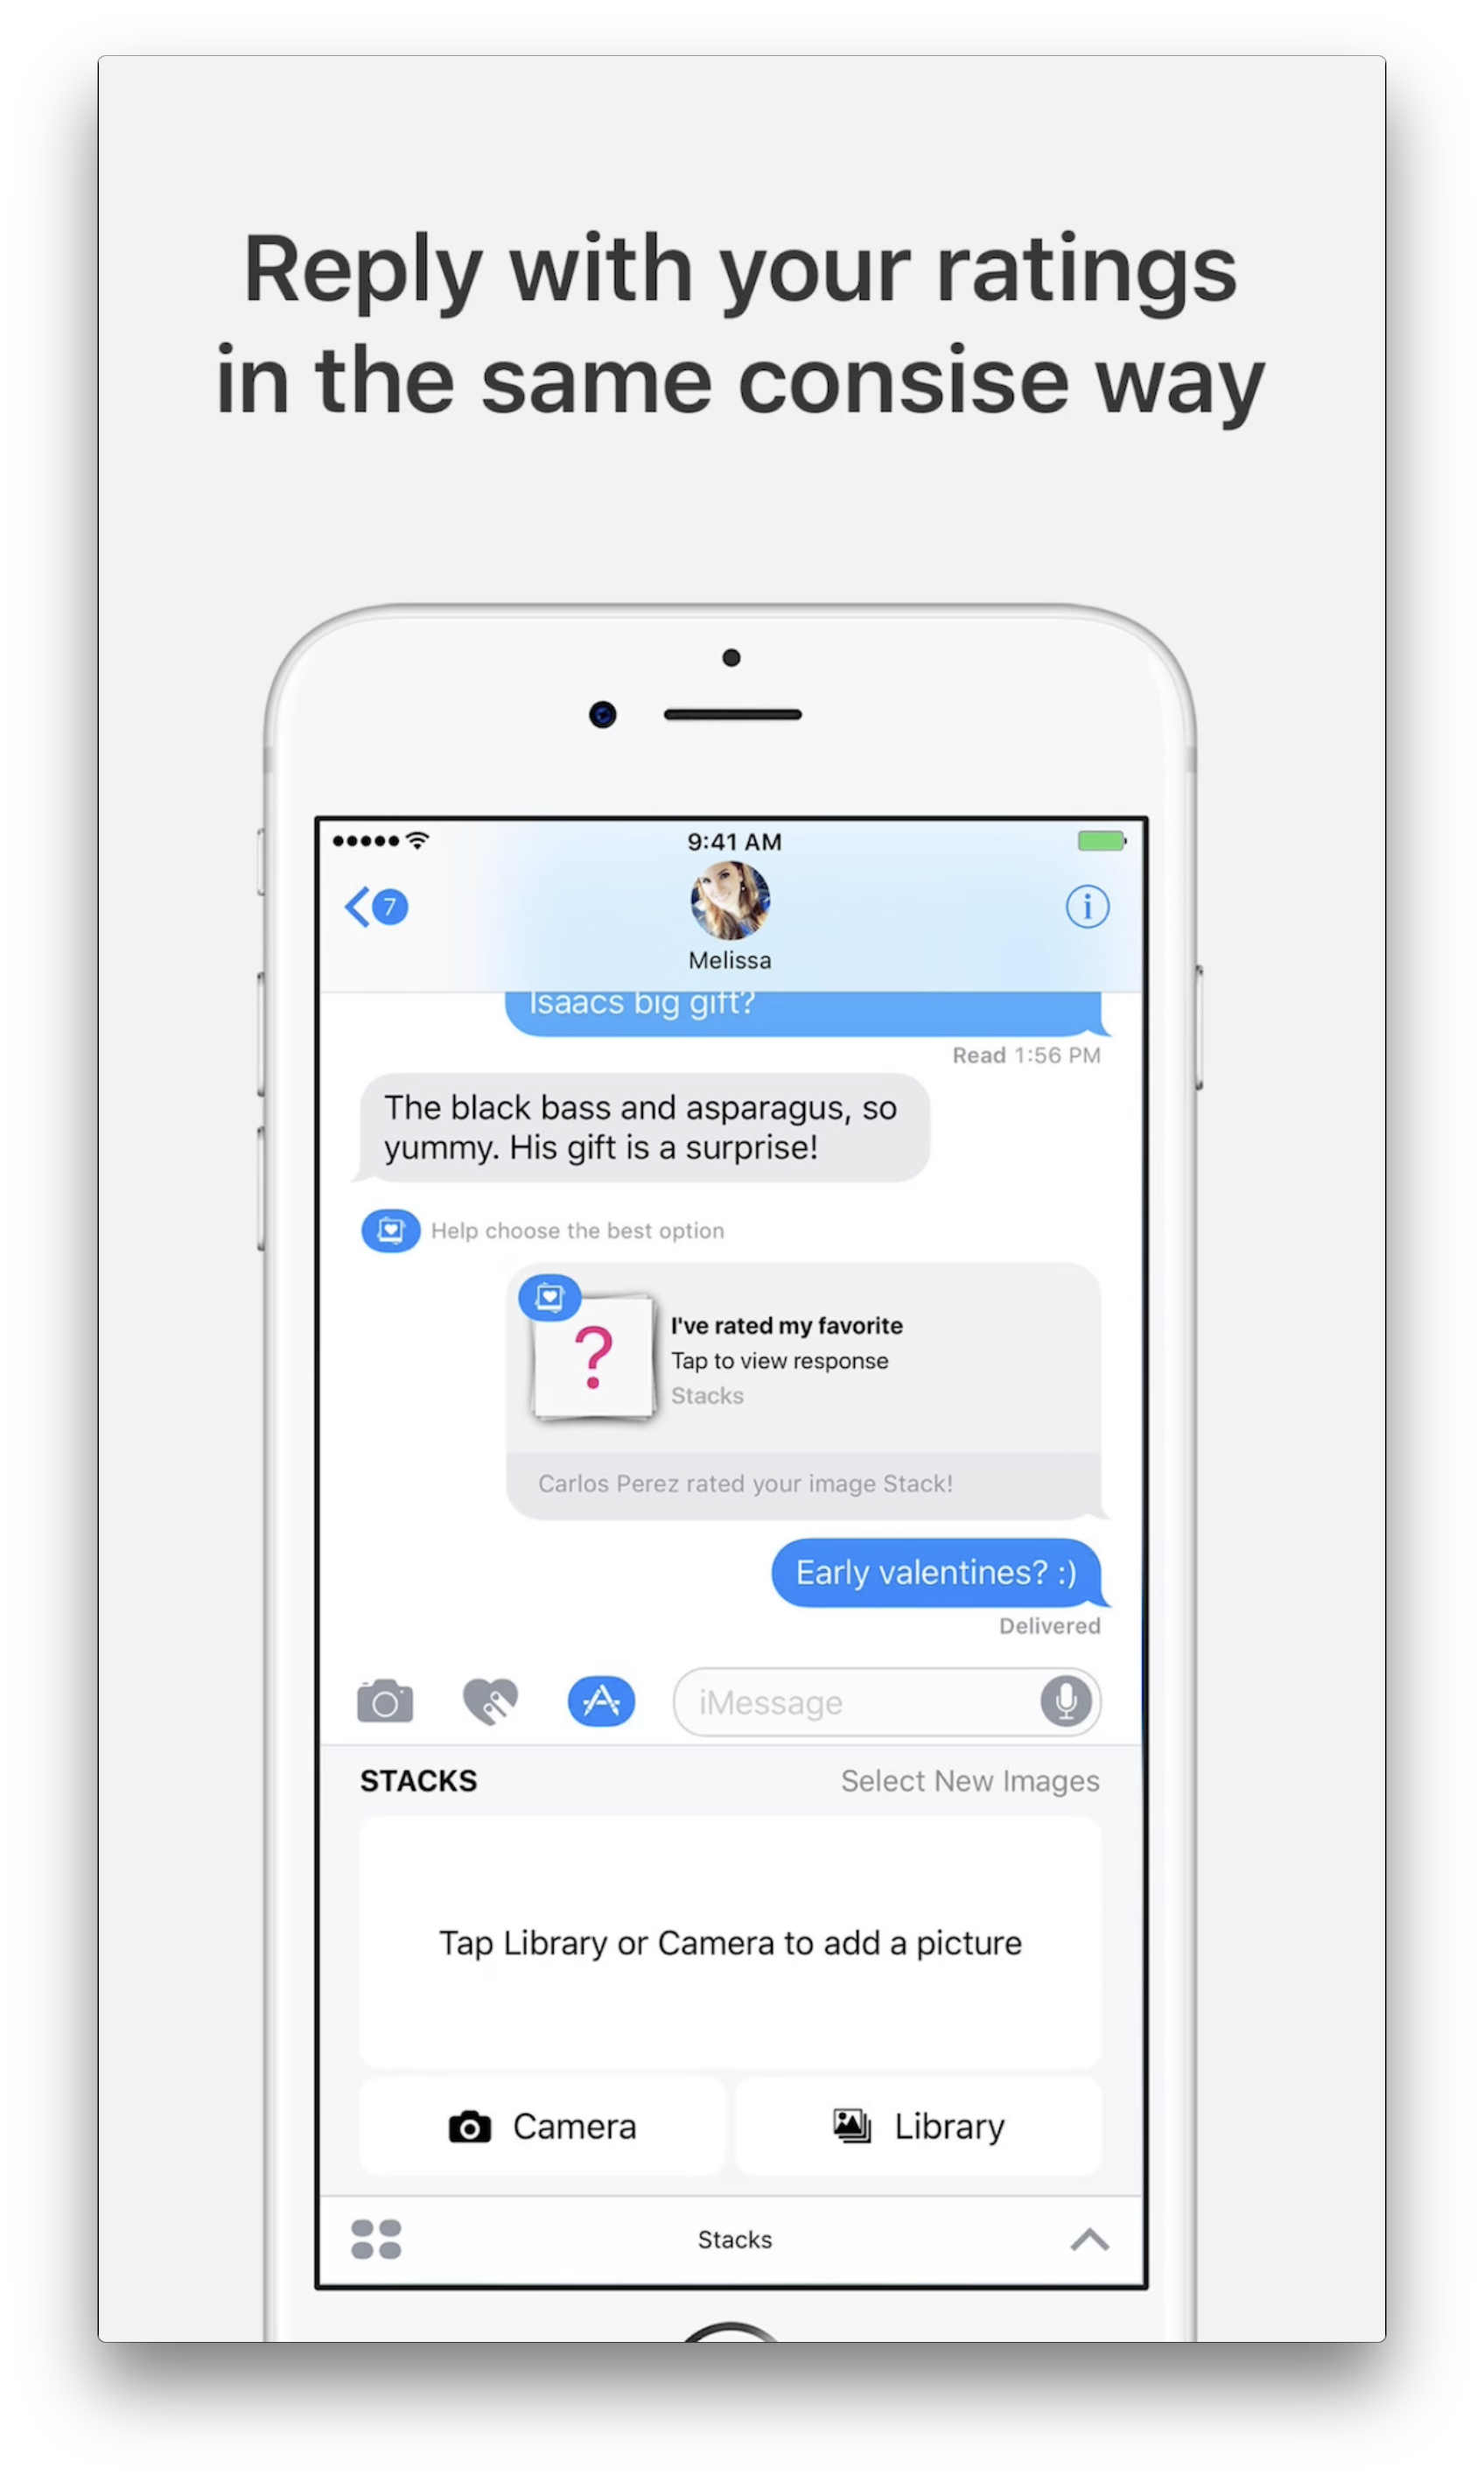 Reply with your ratings
in the same consise way
9:41 AM
7
Melissa
Isaacs big gift?
Read 1:56 PM
The black bass and asparagus, so
yummy. His gift is a surprise!
Help choose the best option
?
I've rated my favorite
Tap to view response
Stacks
Carlos Perez rated your image Stack!
Early valentines? :)
Delivered
iMessage
STACKS Select New Images
Tap Library or Camera to add a picture
Camera Library
Stacks